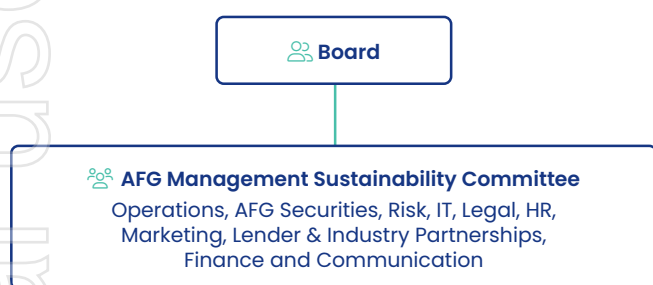 Board
AFG Management Sustainability Committee
Operations, AFG Securities, Risk, IT, Legal, HR,
Marketing, Lender & Industry Partnerships,
Finance and Communication